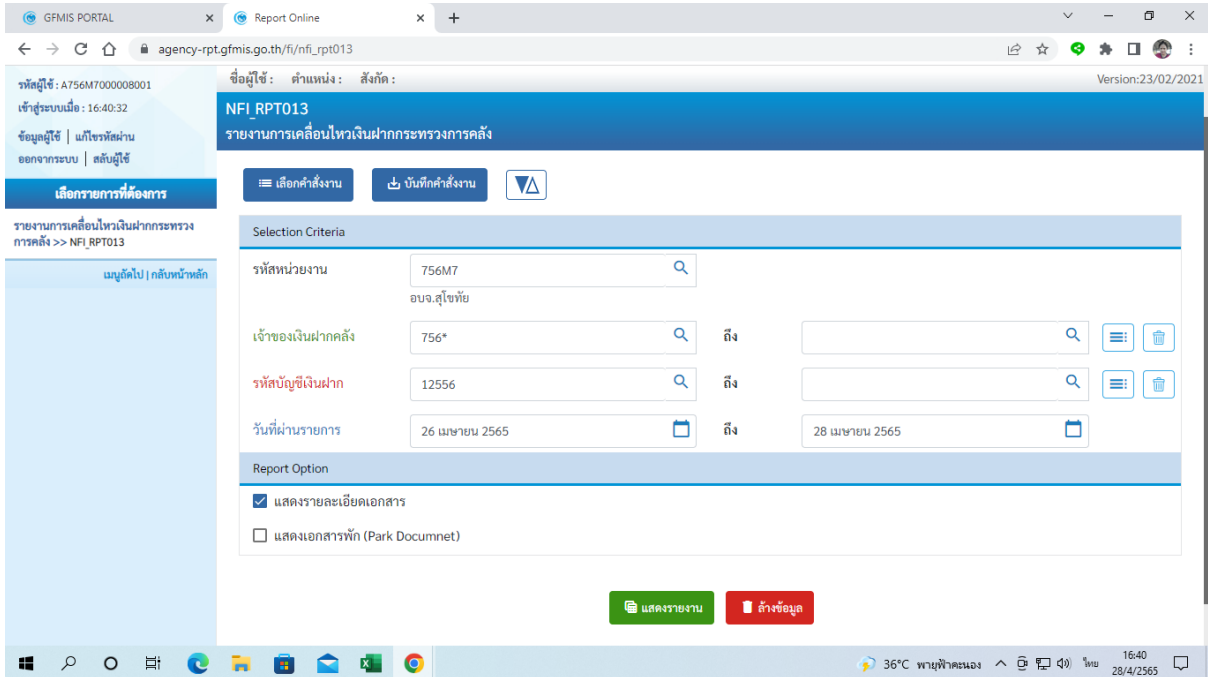 GFMIS PORTAL
Report Online
agency-rpt.gfmis.go.th/fi/nfi_rpt013
รหัสผู้ใช้ : A756M7000008001
เข้าสู่ระบบเมื่อ : 16:40:32
ข้อมูลผู้ใช้ | แก้ไขรหัสผ่าน
ออกจากระบบ | สลับผู้ใช้
เลือกรายการที่ต้องการ
รายงานการเคลื่อนไหวเงินฝากกระทรวง
การคลัง >> NFI_RPT013
เมนูถัดไป | กลับหน้าหลัก
ชื่อผู้ใช้ : ตำแหน่ง : สังกัด :
Version:23/02/2021
NFI_RPT013
รายงานการเคลื่อนไหวเงินฝากกระทรวงการคลัง
เลือกคำสั่งงาน บันทึกคำสั่งงาน
Selection Criteria
รหัสหน่วยงาน 756M7
อบจ.สุโขทัย
เจ้าของเงินฝากคลัง 756* ถึง
รหัสบัญชีเงินฝาก 12556 ถึง
วันที่ผ่านรายการ 26 เมษายน 2565 ถึง 28 เมษายน 2565
Report Option
แสดงรายละเอียดเอกสาร
แสดงเอกสารพัก (Park Documnet)
แสดงรายงาน ล้างข้อมูล
36°C พายุฟ้าคะนอง ไทย 16:40
28/4/2565